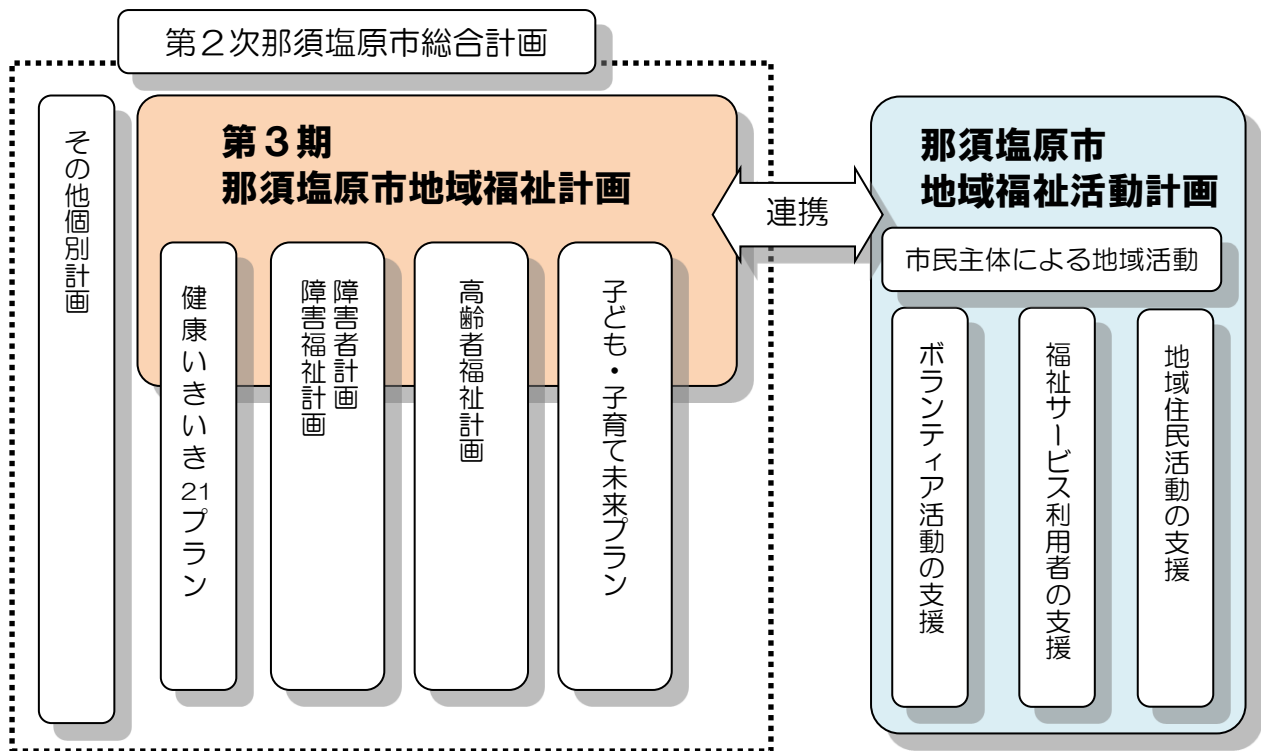 第２次那須塩原市総合計画
その他個別計画
第３期
那須塩原市地域福祉計画
健康いきいき21プラン
障害者計画
障害福祉計画
高齢者福祉計画
子ども・子育て未来プラン
連携
那須塩原市
地域福祉活動計画
市民主体による地域活動
ボランティア活動の支援
福祉サービス利用者の支援
地域住民活動の支援